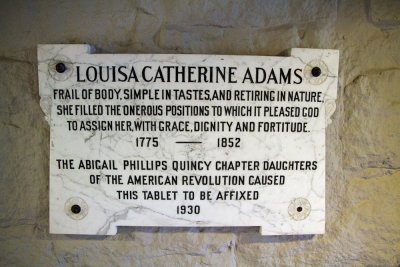 LOUISA CATHERINE ADAMS
FRAIL OF BODY, SIMPLE IN TASTES, AND RETIRING IN NATURE,
SHE FILLED THE ONEROUS POSITIONS TO WHICH IT PLEASED GOD
TO ASSIGN HER, WITH GRACE, DIGNITY AND FORTITUDE.
1775 — 1852
THE ABIGAIL PHILLIPS QUINCY CHAPTER DAUGHTERS
OF THE AMERICAN REVOLUTION CAUSED
THIS TABLET TO BE AFFIXED
1930